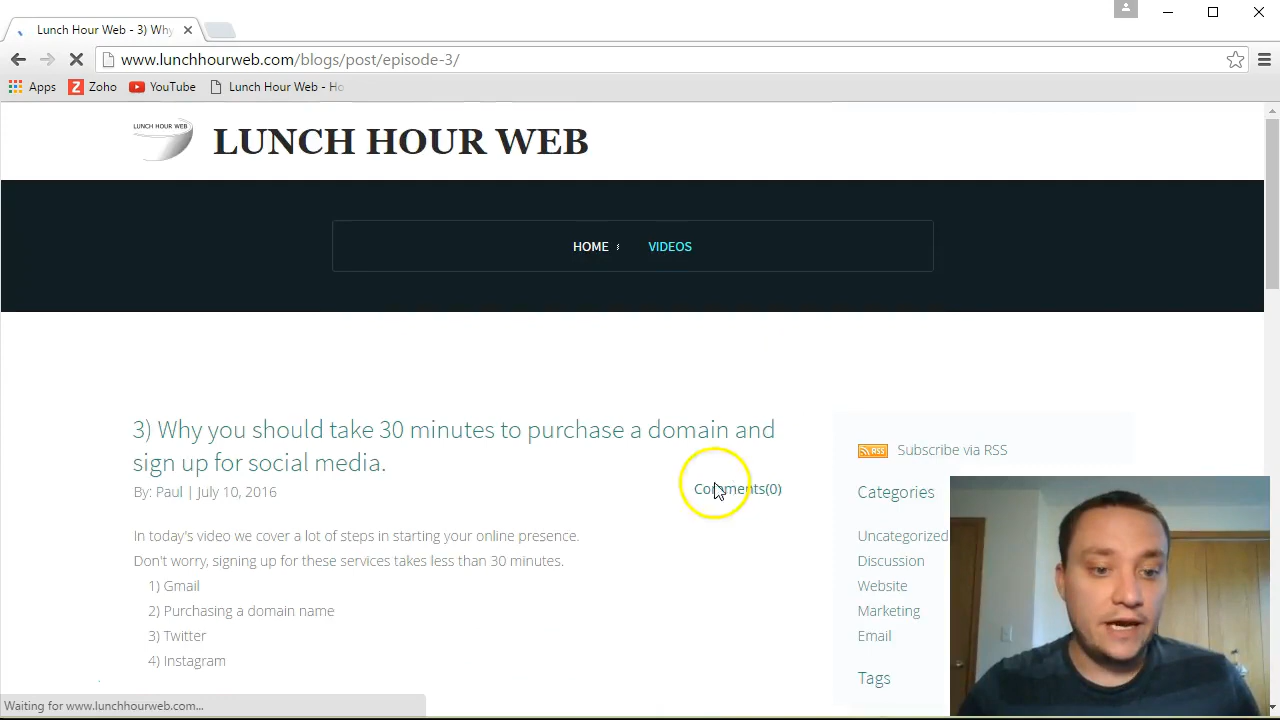 Lunch Hour Web - 3) Why
www.lunchhourweb.com/blogs/post/episode-3/
Apps Zoho YouTube Lunch Hour Web - Ho
LUNCH HOUR WEB
LUNCH HOUR WEB
HOME VIDEOS
3) Why you should take 30 minutes to purchase a domain and
sign up for social media.
By: Paul | July 10, 2016
Comments(0)
In today's video we cover a lot of steps in starting your online presence.
Don't worry, signing up for these services takes less than 30 minutes.
1) Gmail
2) Purchasing a domain name
3) Twitter
4) Instagram
RSS Subscribe via RSS
Categories
Uncategorized
Discussion
Website
Marketing
Email
Tags
Waiting for www.lunchhourweb.com...